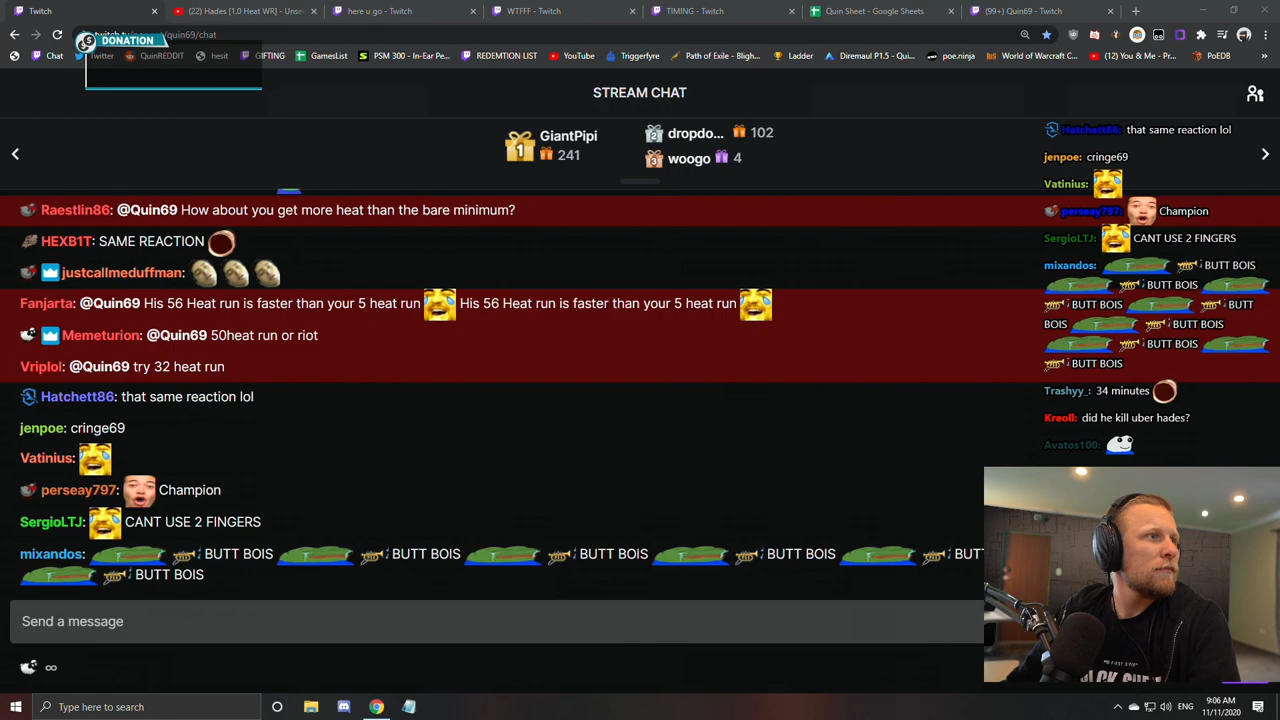 Twitch
(22) Hades [1.0 Heat WR] - Unse
here u go - Twitch
WTFFF - Twitch
TIMING - Twitch
Quin Sheet - Google Sheets
(99+) Quin69 - Twitch
DONATION
/quin69/chat
Chat
Twitter
QuinREDDIT
hesit
GIFTING
GamesList
PSM 300 - In-Ear Pe...
REDEMTION LIST
YouTube
Triggerfyre
Path of Exile - Bligh...
Ladder
Diremaul P1.5 - Qui...
poe.ninja
World of Warcraft C...
(12) You & Me - Pr...
PoEDB
STREAM CHAT
1
GiantPipi
241
2
dropdo...
102
3
woogo
4
Raestlin86: @Quin69 How about you get more heat than the bare minimum?
HEXB1T: SAME REACTION
justcallmeduffman:
Fanjarta: @Quin69 His 56 Heat run is faster than your 5 heat run His 56 Heat run is faster than your 5 heat run
Memeturion: @Quin69 50heat run or riot
Vriplol: @Quin69 try 32 heat run
Hatchett86: that same reaction lol
jenpoe: cringe69
Vatinius:
perseay797: Champion
SergioLTJ: CANT USE 2 FINGERS
mixandos: BUTT BOIS BUTT BOIS BUTT BOIS BUTT BOIS BUT
BUTT BOIS
Send a message
Hatchett86: that same reaction lol
jenpoe: cringe69
Vatinius:
perseay797: Champion
SergioLTJ: CANT USE 2 FINGERS
mixandos: BUTT BOIS
BUTT BOIS
BUTT BOIS BUTT
BOIS BUTT BOIS
BUTT BOIS
BUTT BOIS
Trashyy_: 34 minutes
Kreoll: did he kill uber hades?
Avatos100:
Type here to search
ENG
9:06 AM
11/11/2020